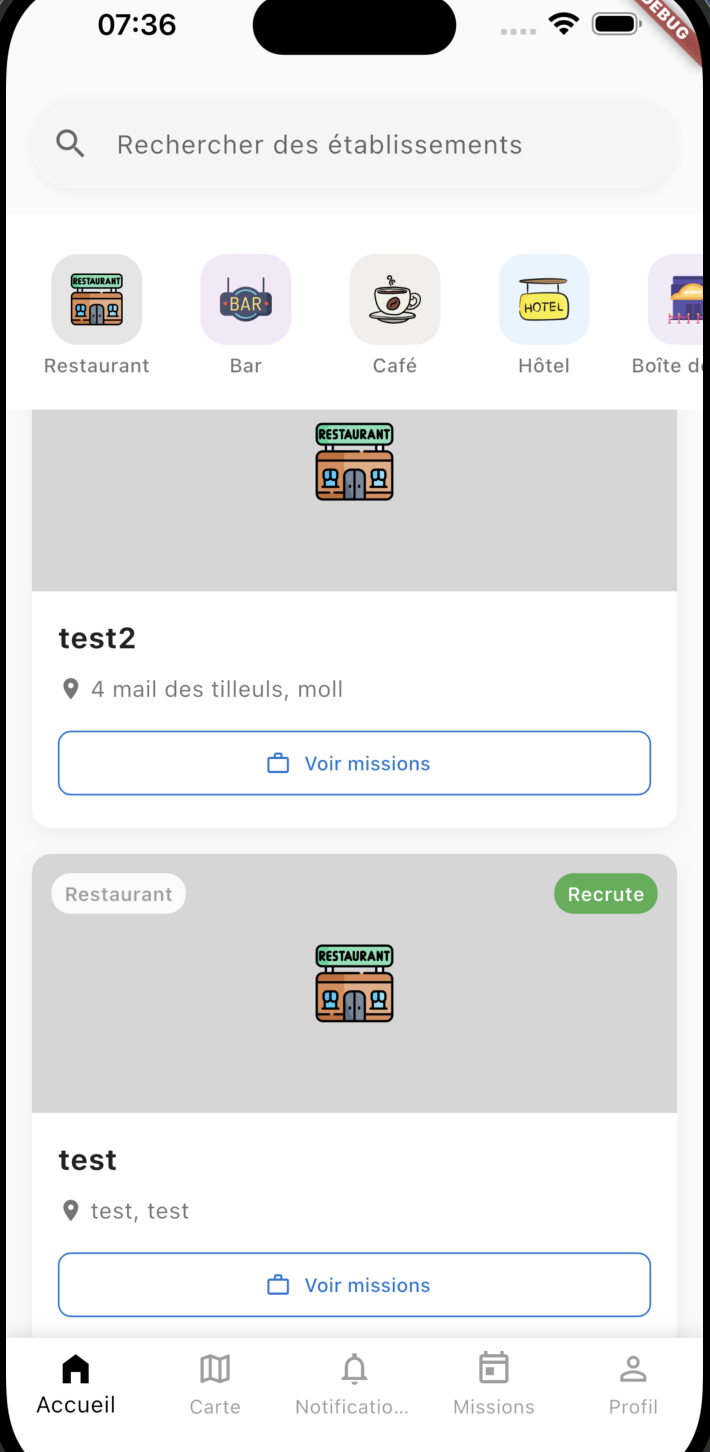 07:36
DEBUG
Rechercher des établissements
RESTAURANT
BAR
HOTEL
Restaurant
Bar
Café
Hôtel
Boîte de
RESTAURANT
test2
4 mail des tilleuls, moll
Voir missions
Restaurant
Recrute
RESTAURANT
test
test, test
Voir missions
Accueil
Carte
Notificatio...
Missions
Profil